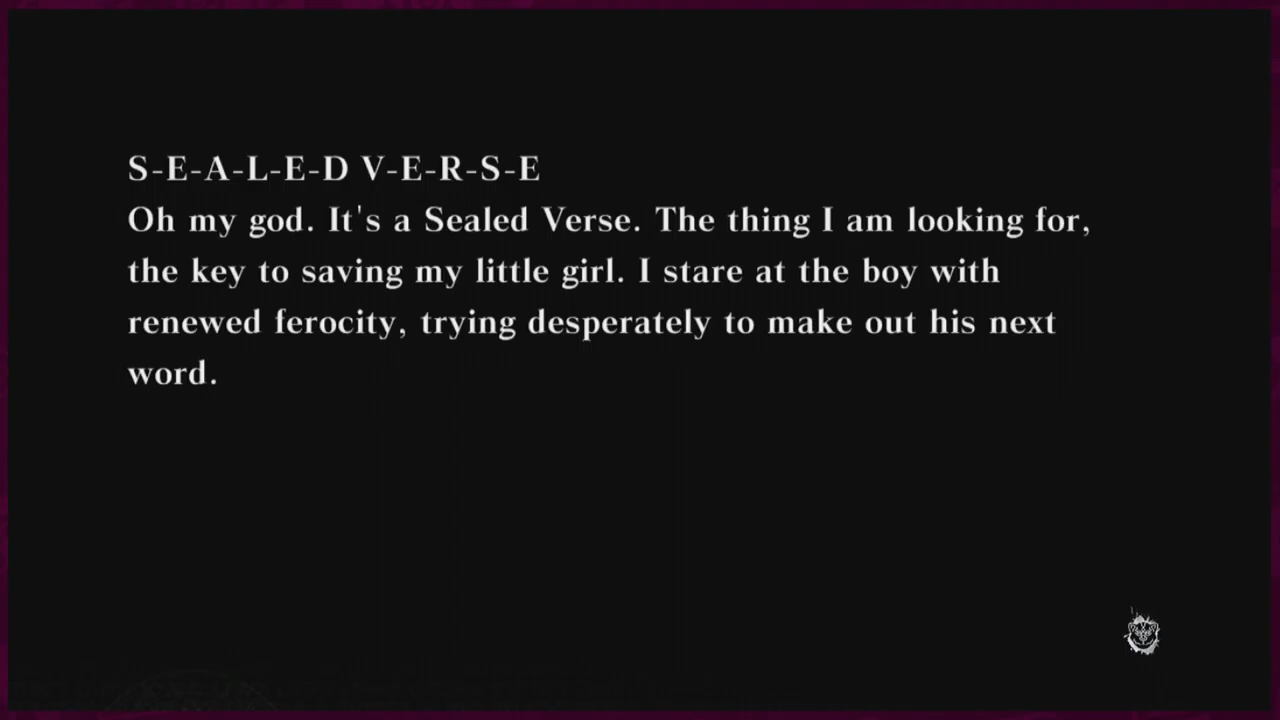 S-E-A-L-E-D V-E-R-S-E
Oh my god. It's a Sealed Verse. The thing I am looking for,
the key to saving my little girl. I stare at the boy with
renewed ferocity, trying desperately to make out his next
word.